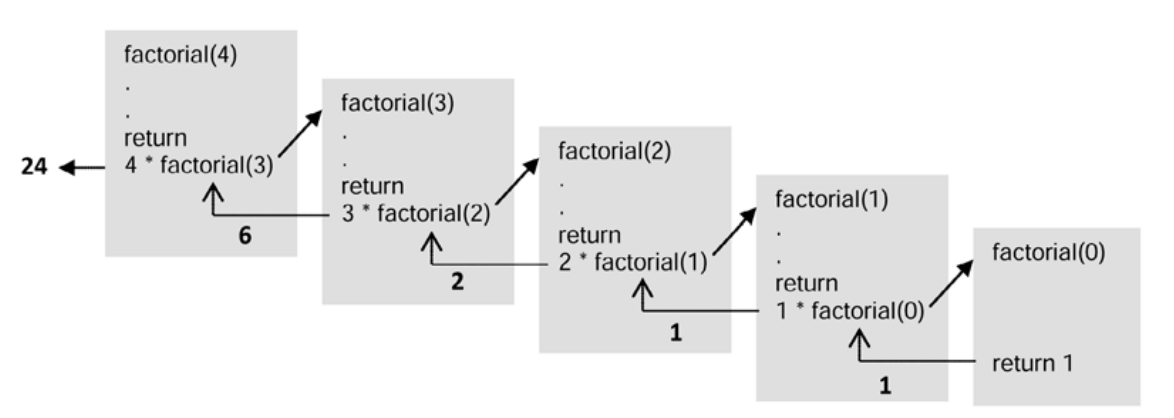 factorial(4)
.
.
return
4 * factorial(3)
24
6
factorial(3)
.
.
return
3 * factorial(2)
2
factorial(2)
.
.
return
2 * factorial(1)
1
factorial(1)
.
.
return
1 * factorial(0)
1
factorial(0)
return 1